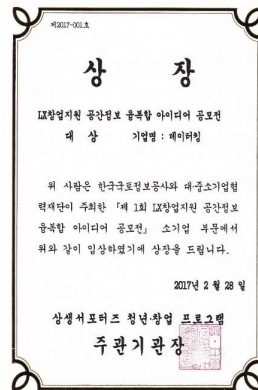 제2017-001호
상 장
LX창업지원 공간정보 융복합 아이디어 공모전
대 상 기업명 : 데이터킹
위 사람은 한국국토정보공사와 대·중소기업협
력재단이 주최한 『제 1회 LX창업지원 공간정보
융복합 아이디어 공모전』 소기업 부문에서
위와 같이 입상하였기에 상장을 드립니다.
2017년 2월 28일
상생서포터즈 청년·창업 프로그램
주관기관장